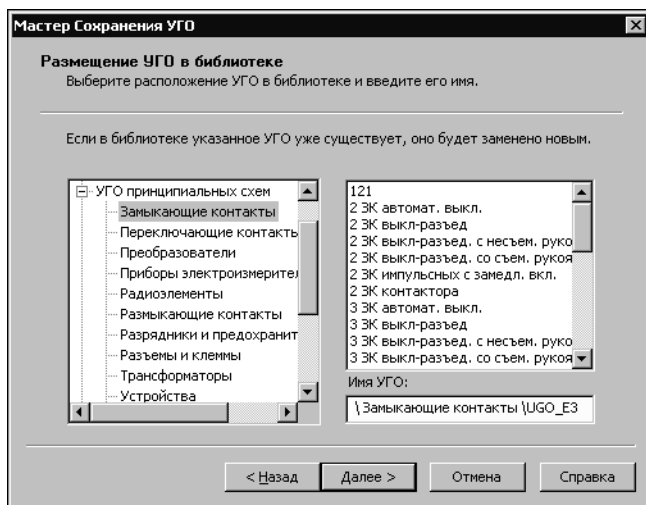 Мастер Сохранения УГО
Размещение УГО в библиотеке
Выберите расположение УГО в библиотеке и введите его имя.
Если в библиотеке указанное УГО уже существует, оно будет заменено новым.
УГО принципиальных схем
Замыкающие контакты
Переключающие контакть
Преобразователи
Приборы электроизмерител
Радиоэлементы
Размыкающие контакты
Разрядники и предохранит
Разъемы и клеммы
Трансформаторы
Устройства
121
2 ЗК автомат. выкл.
2 ЗК выкл-разъед
2 ЗК выкл-разъед. с несъем. руко
2 ЗК выкл-разъед. со съем. рукоя
2 ЗК импульсных с замедл. вкл.
2 ЗК контактора
3 ЗК автомат. выкл.
3 ЗК выкл-разъед
3 ЗК выкл-разъед. с несъем. руко
3 ЗК выкл-разъед. со съем. рукоя
Имя УГО:
\Замыкающие контакты \UGO_E3
< Назад
Далее >
Отмена
Справка